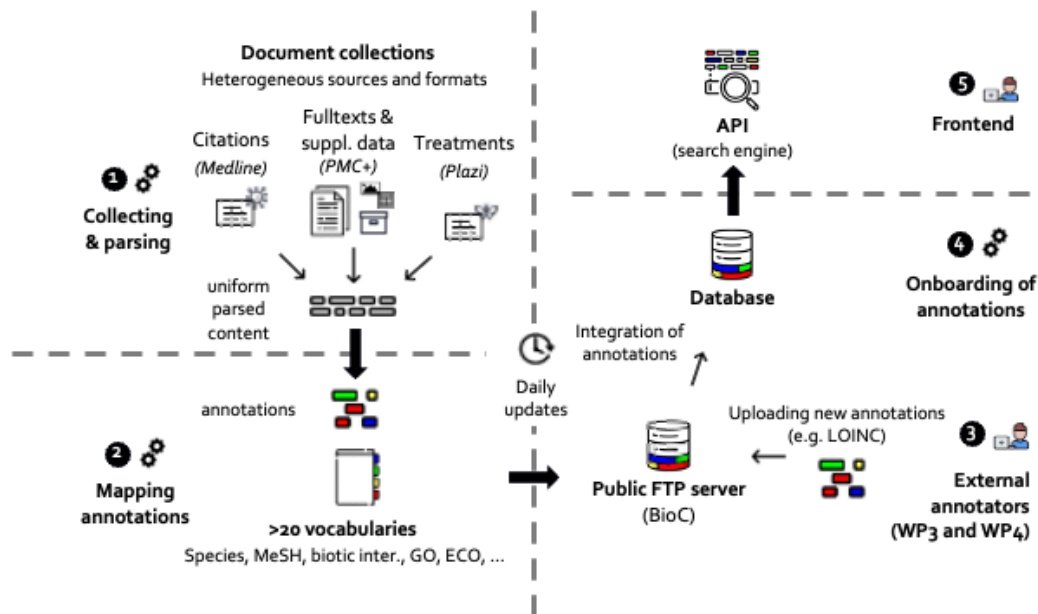 Document collections
Heterogeneous sources and formats
Citations
(Medline)
Fulltexts &
suppl. data
(PMC+)
Treatments
(Plazi)
1
Collecting
& parsing
uniform
parsed
content
annotations
2
Mapping
annotations
>20 vocabularies
Species, MeSH, biotic inter., GO, ECO, ...
Daily
updates
Public FTP server
(BioC)
Uploading new annotations
(e.g. LOINC)
3
External
annotators
(WP3 and WP4)
Integration of
annotations
Database
4
Onboarding of
annotations
API
(search engine)
5
Frontend